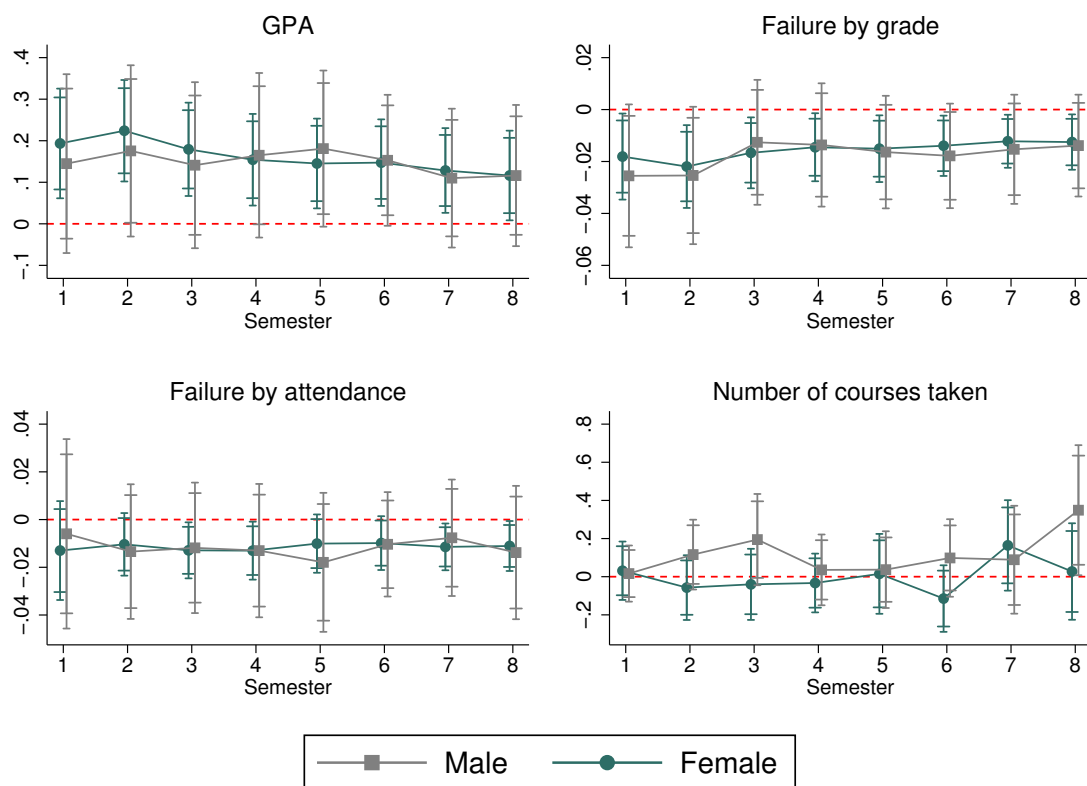 GPA
.4
.3
.2
.1
0
-.1
1 2 3 4 5 6 7 8
Semester
Failure by grade
.02
0
-.02
-.04
-.06
1 2 3 4 5 6 7 8
Semester
Failure by attendance
.04
.02
0
-.02
-.04
1 2 3 4 5 6 7 8
Semester
Number of courses taken
.8
.6
.4
.2
0
-.2
1 2 3 4 5 6 7 8
Semester
Male Female